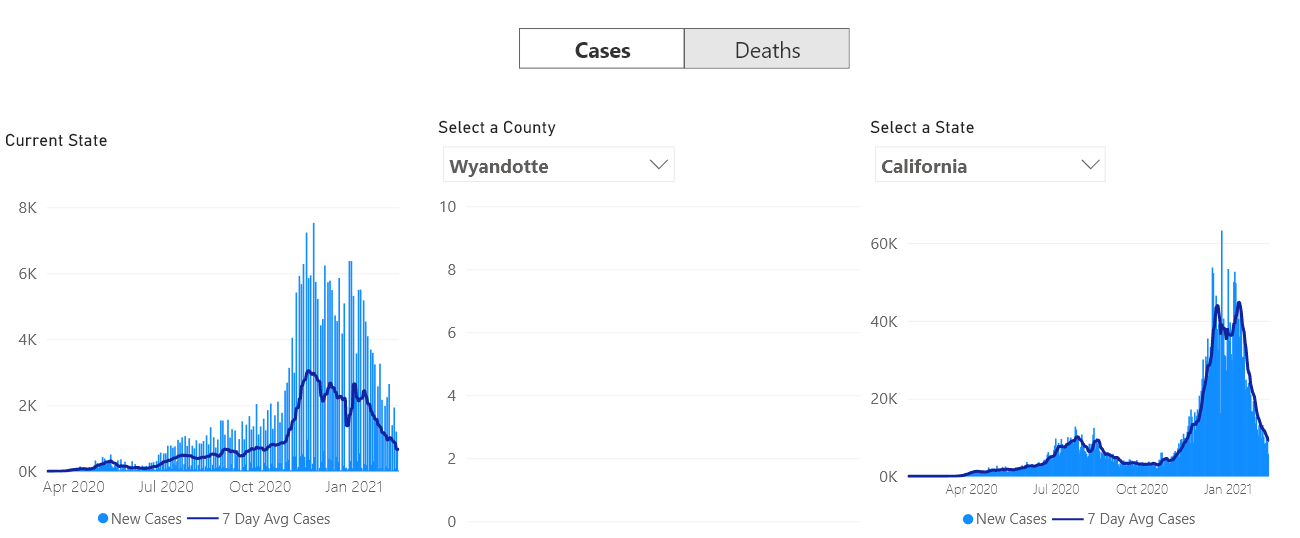 Cases Deaths
Current State
Select a County
Wyandotte
Select a State
California
8K
6K
4K
2K
0K
Apr 2020 Jul 2020 Oct 2020 Jan 2021
New Cases 7 Day Avg Cases
10
8
6
4
2
0
60K
40K
20K
0K
Apr 2020 Jul 2020 Oct 2020 Jan 2021
New Cases 7 Day Avg Cases